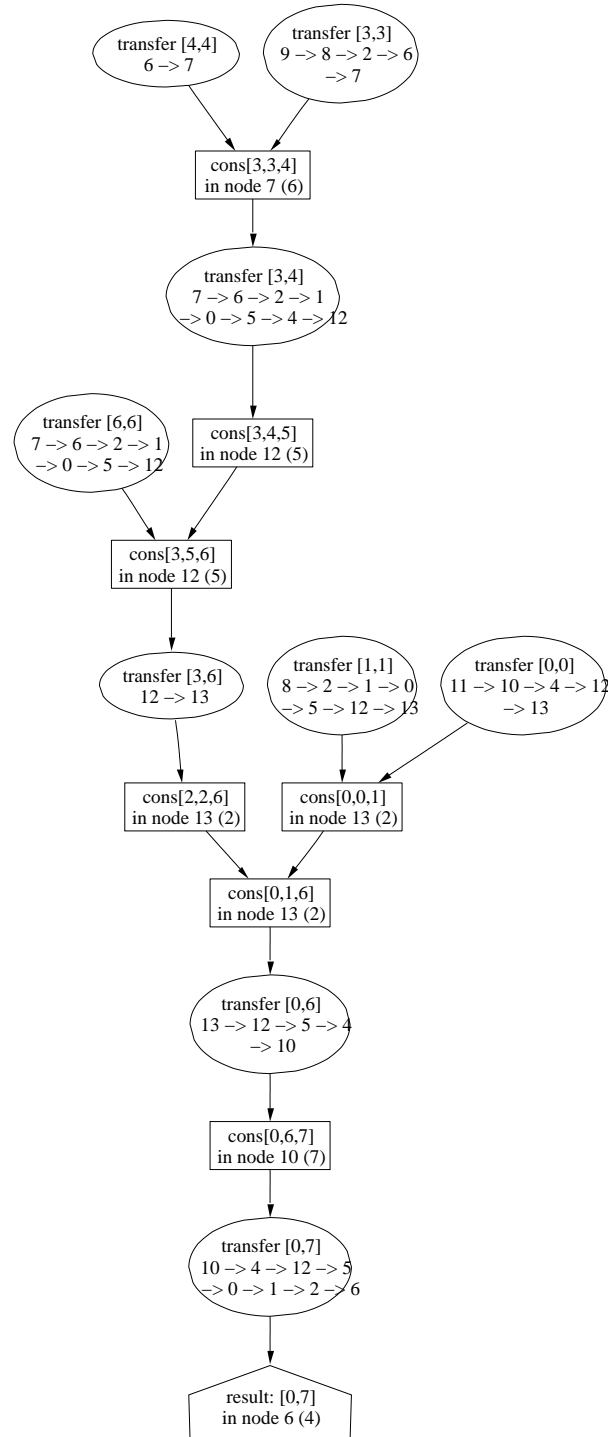 transfer [4,4]
6 –> 7
transfer [3,3]
9 –> 8 –> 2 –> 6
–> 7
cons[3,3,4]
in node 7 (6)
transfer [3,4]
7 –> 6 –> 2 –> 1
–> 0 –> 5 –> 4 –> 12
cons[3,4,5]
in node 12 (5)
transfer [6,6]
7 –> 6 –> 2 –> 1
–> 0 –> 5 –> 12
cons[3,5,6]
in node 12 (5)
transfer [3,6]
12 –> 13
transfer [1,1]
8 –> 2 –> 1 –> 0
–> 5 –> 12 –> 13
transfer [0,0]
11 –> 10 –> 4 –> 12
–> 13
cons[2,2,6]
in node 13 (2)
cons[0,0,1]
in node 13 (2)
cons[0,1,6]
in node 13 (2)
transfer [0,6]
13 –> 12 –> 5 –> 4
–> 10
cons[0,6,7]
in node 10 (7)
transfer [0,7]
10 –> 4 –> 12 –> 5
–> 0 –> 1 –> 2 –> 6
result: [0,7]
in node 6 (4)